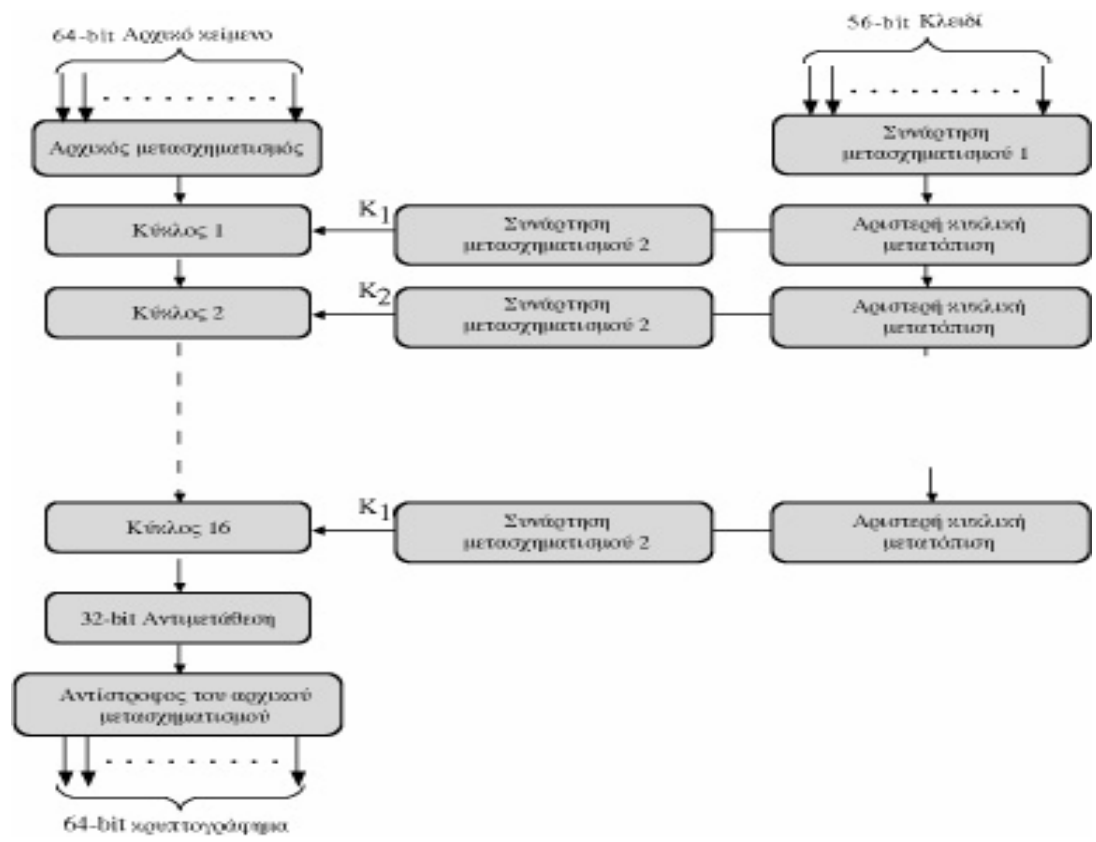 64-bit Αρχικό κείμενο
56-bit Κλειδί
Αρχικός μετασχηματισμός
Συνάρτηση
μετασχηματισμού 1
Κύκλος 1
K1
Συνάρτηση
μετασχηματισμού 2
Αριστερή κυκλική
μετατόπιση
Κύκλος 2
K2
Συνάρτηση
μετασχηματισμού 2
Αριστερή κυκλική
μετατόπιση
Κύκλος 16
K1
Συνάρτηση
μετασχηματισμού 2
Αριστερή κυκλική
μετατόπιση
32-bit Αντιμετάθεση
Αντίστροφος του αρχικού
μετασχηματισμού
64-bit κρυπτογράφημα